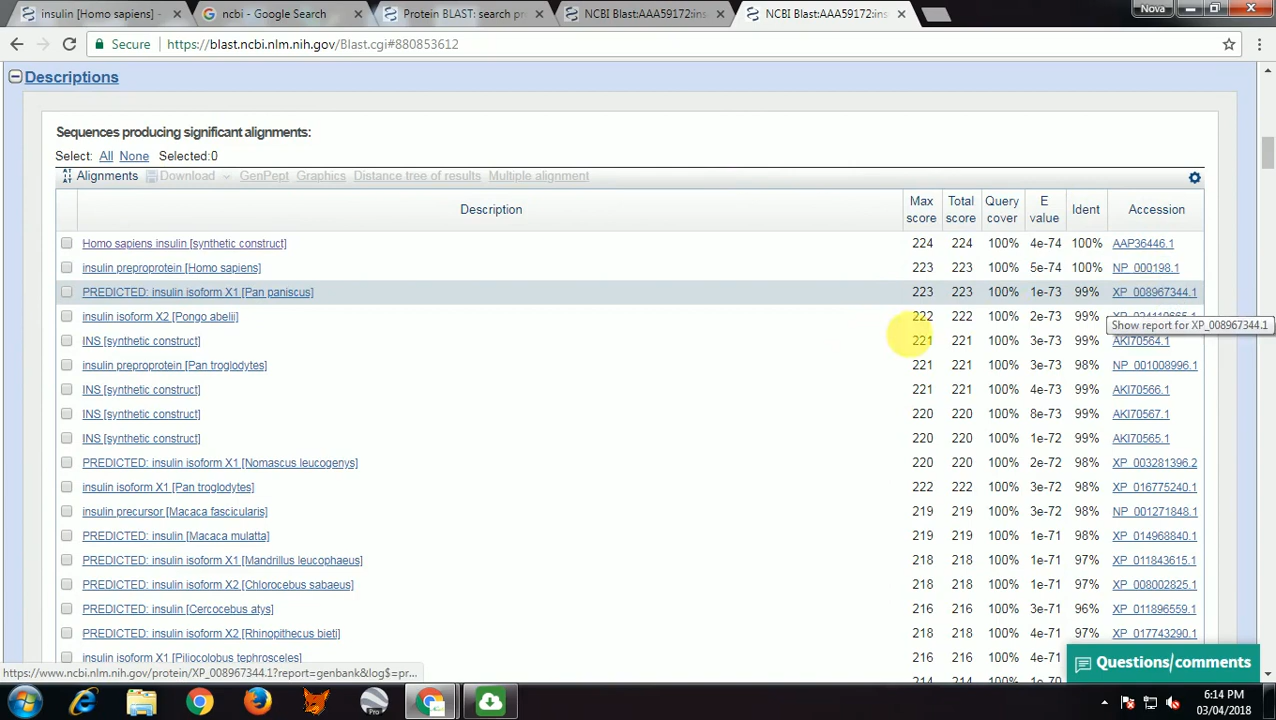 insulin [Homo sapiens] -
ncbi - Google Search
Protein BLAST: search pro
NCBI Blast:AAA59172:ins
NCBI Blast:AAA59172:ins
Nova
Secure https://blast.ncbi.nlm.nih.gov/Blast.cgi#880853612
Descriptions
Sequences producing significant alignments:
Select: All None Selected:0
Alignments Download GenPept Graphics Distance tree of results Multiple alignment
Description Max score Total score Query cover E value Ident Accession
Homo sapiens insulin [synthetic construct] 224 224 100% 4e-74 100% AAP36446.1
insulin preproprotein [Homo sapiens] 223 223 100% 5e-74 100% NP_000198.1
PREDICTED: insulin isoform X1 [Pan paniscus] 223 223 100% 1e-73 99% XP_008967344.1
insulin isoform X2 [Pongo abelii] 222 222 100% 2e-73 99%
Show report for XP_008967344.1
INS [synthetic construct] 221 221 100% 3e-73 99% AKI70564.1
insulin preproprotein [Pan troglodytes] 221 221 100% 3e-73 98% NP_001008996.1
INS [synthetic construct] 221 221 100% 4e-73 99% AKI70566.1
INS [synthetic construct] 220 220 100% 8e-73 99% AKI70567.1
INS [synthetic construct] 220 220 100% 1e-72 99% AKI70565.1
PREDICTED: insulin isoform X1 [Nomascus leucogenys] 220 220 100% 2e-72 98% XP_003281396.2
insulin isoform X1 [Pan troglodytes] 222 222 100% 3e-72 98% XP_016775240.1
insulin precursor [Macaca fascicularis] 219 219 100% 3e-72 98% NP_001271848.1
PREDICTED: insulin [Macaca mulatta] 219 219 100% 1e-71 98% XP_014968840.1
PREDICTED: insulin isoform X1 [Mandrillus leucophaeus] 218 218 100% 1e-71 97% XP_011843615.1
PREDICTED: insulin isoform X2 [Chlorocebus sabaeus] 218 218 100% 1e-71 97% XP_008002825.1
PREDICTED: insulin [Cercocebus atys] 216 216 100% 3e-71 96% XP_011896559.1
PREDICTED: insulin isoform X2 [Rhinopithecus bieti] 218 218 100% 4e-71 97% XP_017743290.1
insulin isoform X1 [Piliocolobus tephrosceles] 216 216 100% 4e-71
Questions/comments
https://www.ncbi.nlm.nih.gov/protein/XP_008967344.1?report=genbank&log$=pr...
Pro
6:14 PM
03/04/2018